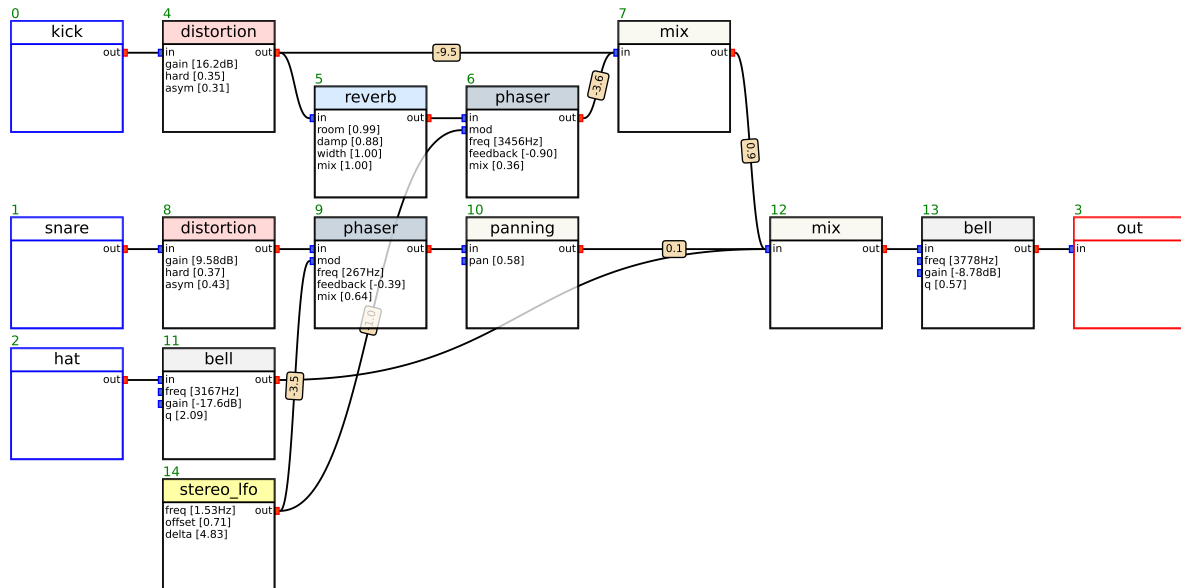 0
kick
out
4
distortion
in out
gain [16.2dB]
hard [0.35]
asym [0.31]
-9.5
7
mix
in out
5
reverb
in out
room [0.99]
damp [0.88]
width [1.00]
mix [1.00]
6
phaser
in out
mod
freq [3456Hz]
feedback [-0.90]
mix [0.36]
-3.6
0.9
1
snare
out
8
distortion
in out
gain [9.58dB]
hard [0.37]
asym [0.43]
9
phaser
in out
mod
freq [267Hz]
feedback [-0.39]
mix [0.64]
10
panning
in out
pan [0.58]
0.1
12
mix
in out
13
bell
in out
freq [3778Hz]
gain [-8.78dB]
q [0.57]
3
out
in
2
hat
out
11
bell
in out
freq [3167Hz]
gain [-17.6dB]
q [2.09]
-3.5
14
stereo_lfo
freq [1.53Hz] out
offset [0.71]
delta [4.83]